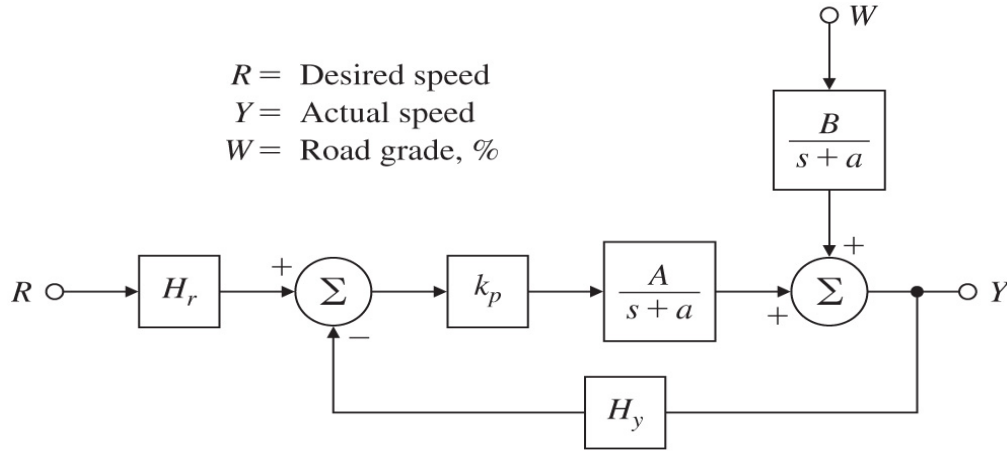 W
R = Desired speed
Y = Actual speed
W = Road grade, %
B
s + a
+
R
H_r
+
Σ
−
k_p
A
s + a
+
Σ
Y
H_y